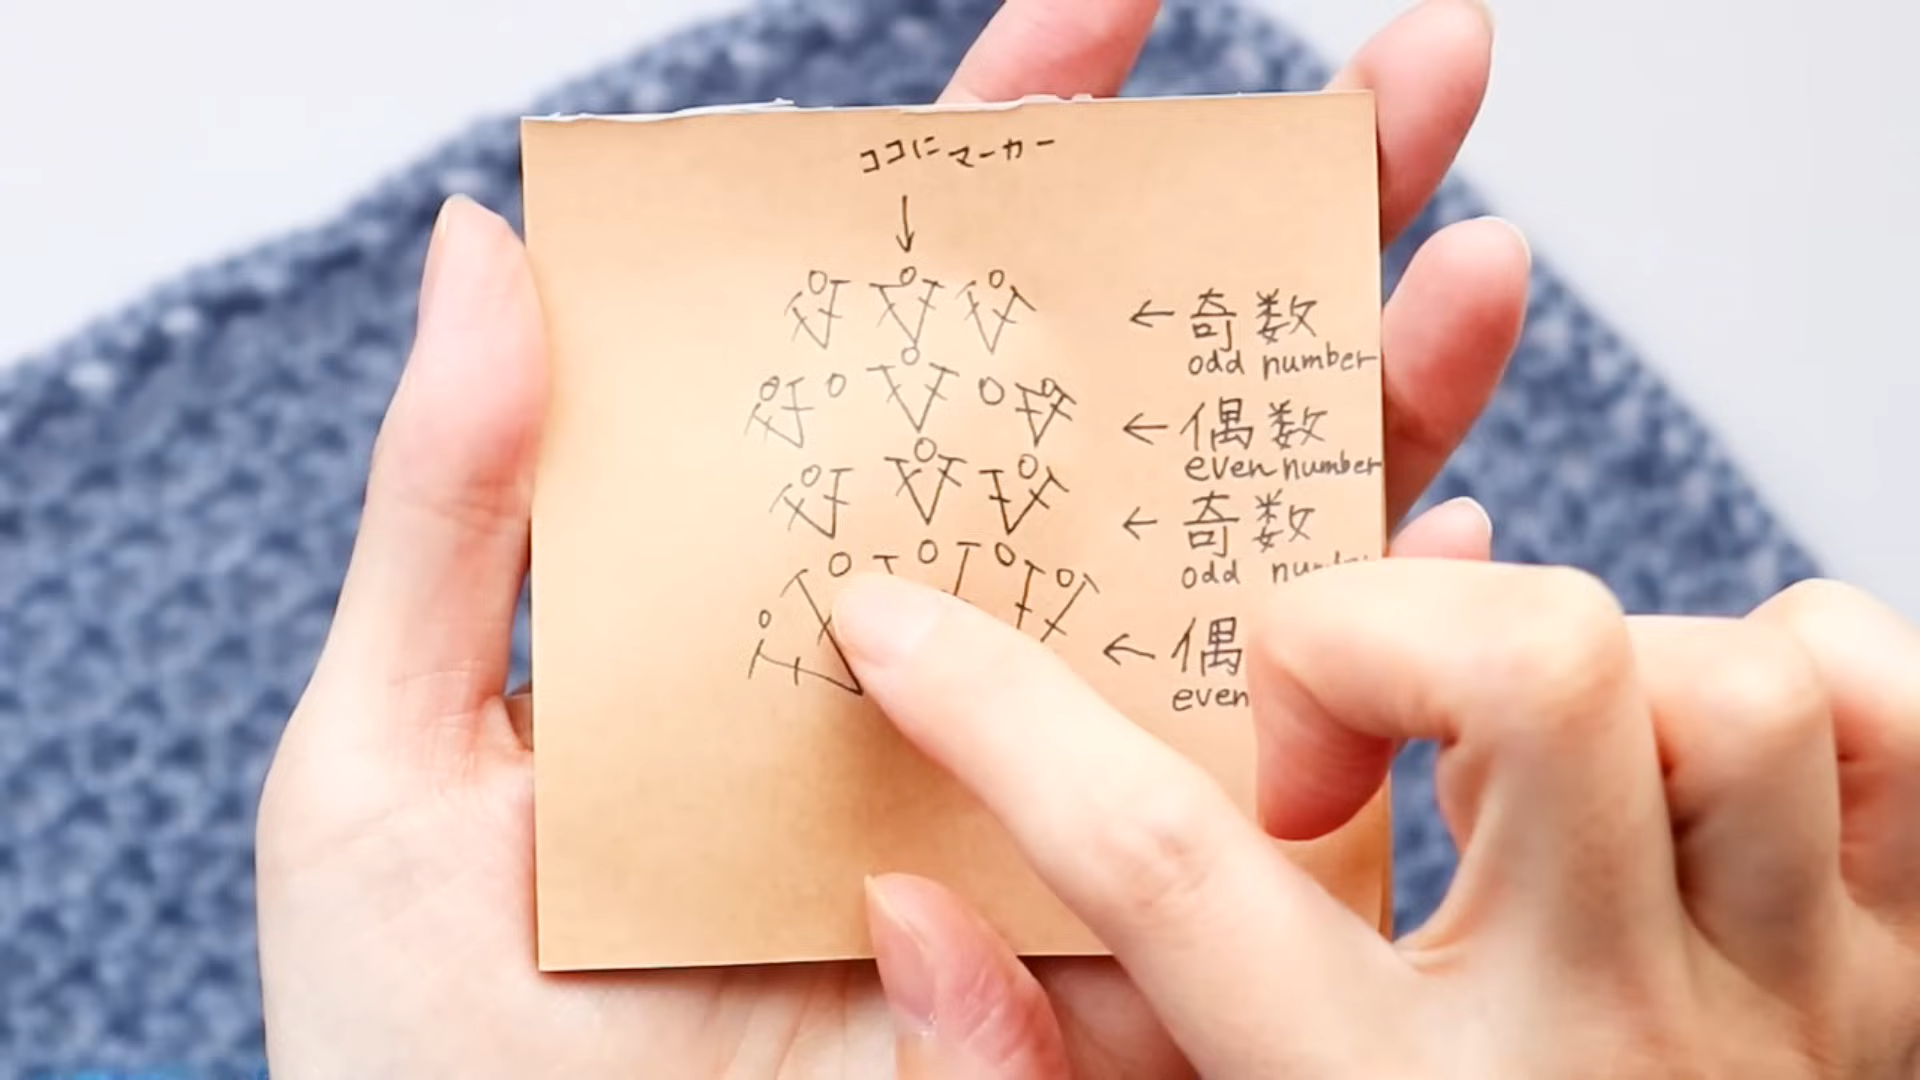 ココにマーカー
← 奇数
odd number
← 偶数
even number
← 奇数
odd
← 偶
even